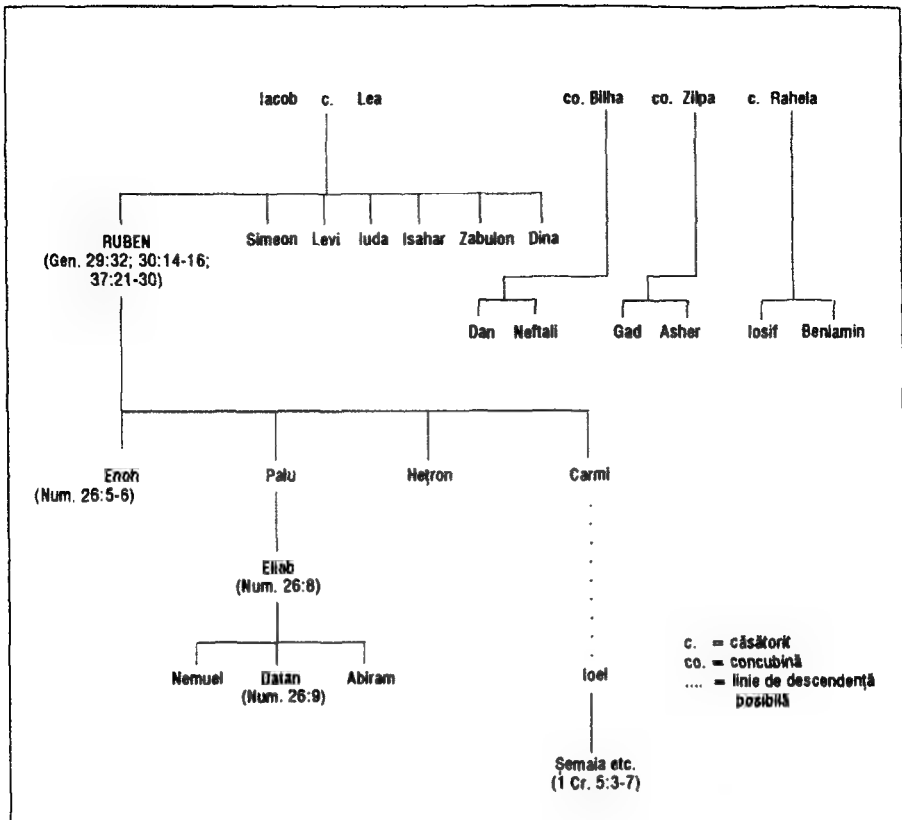 Iacob c. Lea co. Bilha co. Zilpa c. Rahela
RUBEN Simeon Levi Iuda Isahar Zabulon Dina
(Gen. 29:32; 30:14-16;
37:21-30)
Dan Neftali Gad Asher Iosif Beniamin
Enoh Palu Hețron Carmi
(Num. 26:5-6)
Eliab
(Num. 26:8)
c. = căsătorit
co. = concubină
.... = linie de descendență
posibilă
Nemuel Datan Abiram Ioel
(Num. 26:9)
Șemaia etc.
(1 Cr. 5:3-7)